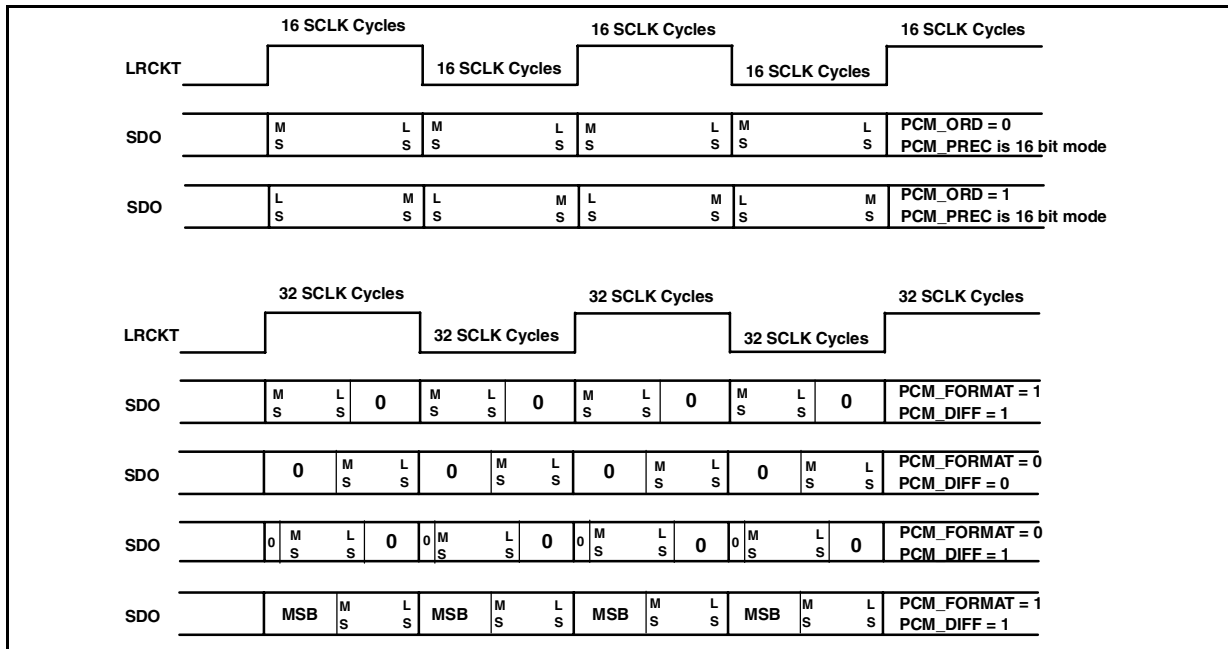 16 SCLK Cycles 16 SCLK Cycles 16 SCLK Cycles
LRCKT 16 SCLK Cycles 16 SCLK Cycles
SDO M L M L M L M L PCM_ORD = 0
S S S S S S S S PCM_PREC is 16 bit mode
SDO L M L M L M L M PCM_ORD = 1
S S S S S S S S PCM_PREC is 16 bit mode
32 SCLK Cycles 32 SCLK Cycles 32 SCLK Cycles
LRCKT 32 SCLK Cycles 32 SCLK Cycles
SDO M L 0 M L 0 M L 0 M L 0 PCM_FORMAT = 1
S S S S S S S S PCM_DIFF = 1
SDO 0 M L 0 M L 0 M L 0 M L PCM_FORMAT = 0
S S S S S S S S PCM_DIFF = 0
SDO 0 M L 0 0 M L 0 0 M L 0 0 M L 0 PCM_FORMAT = 0
S S S S S S S S PCM_DIFF = 1
SDO MSB M L MSB M L MSB M L MSB M L PCM_FORMAT = 1
S S S S S S S S PCM_DIFF = 1